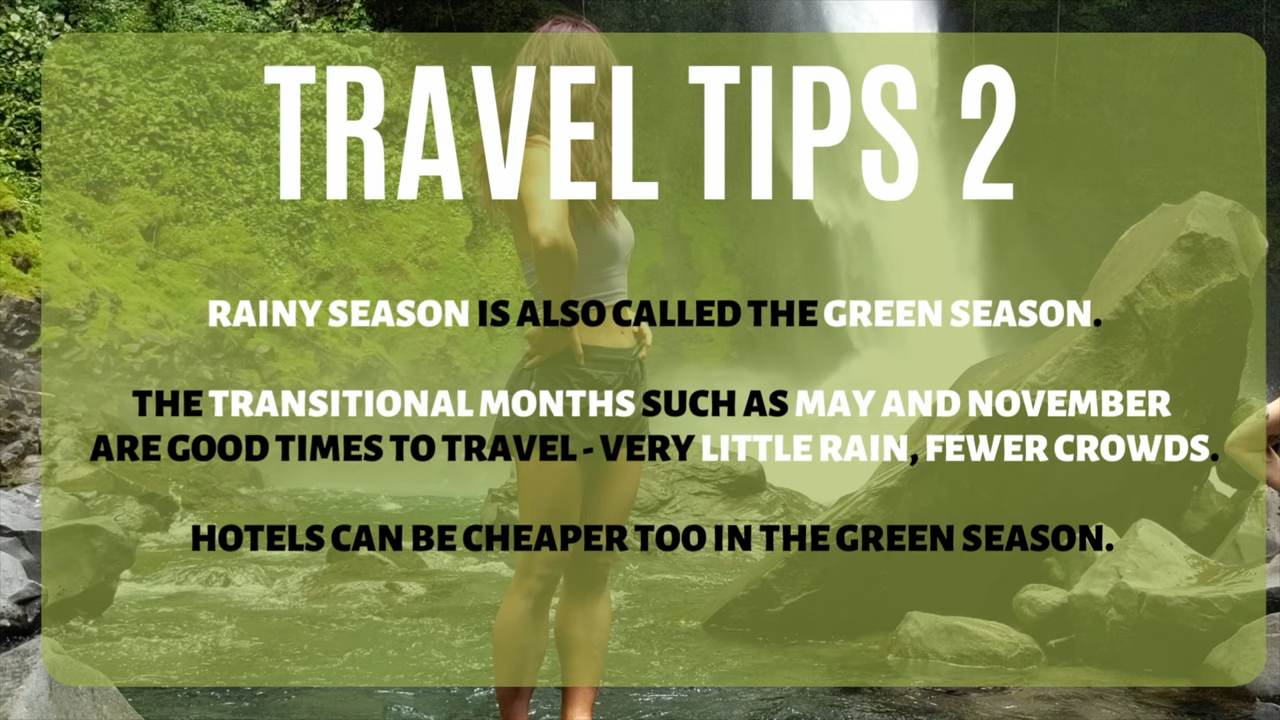 TRAVEL TIPS 2
RAINY SEASON IS ALSO CALLED THE GREEN SEASON.
THE TRANSITIONAL MONTHS SUCH AS MAY AND NOVEMBER
ARE GOOD TIMES TO TRAVEL - VERY LITTLE RAIN, FEWER CROWDS.
HOTELS CAN BE CHEAPER TOO IN THE GREEN SEASON.